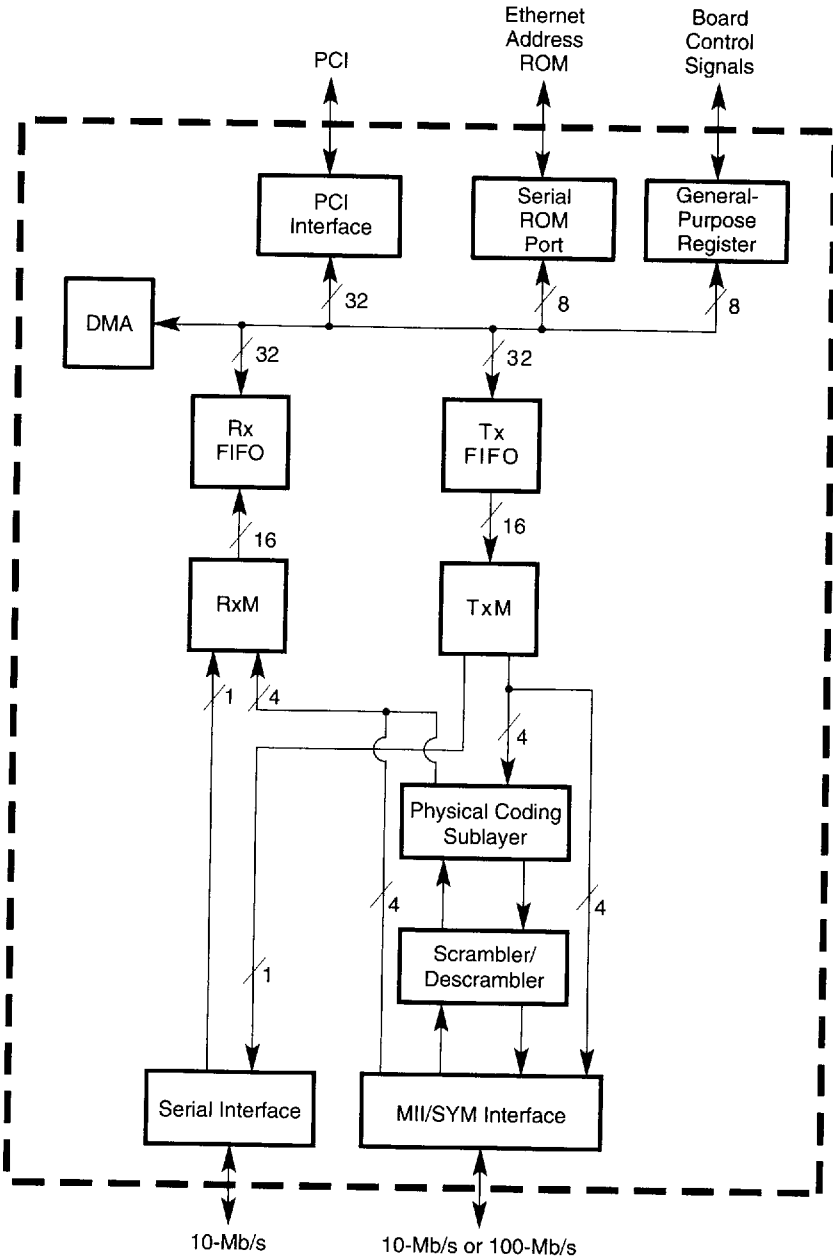 PCI
Ethernet
Address
ROM
Board
Control
Signals
PCI
Interface
Serial
ROM
Port
General-
Purpose
Register
32
8
8
DMA
32
32
Rx
FIFO
Tx
FIFO
16
16
RxM
TxM
1
4
4
Physical Coding
Sublayer
4
4
Scrambler/
Descrambler
1
Serial Interface
MII/SYM Interface
10-Mb/s
10-Mb/s or 100-Mb/s